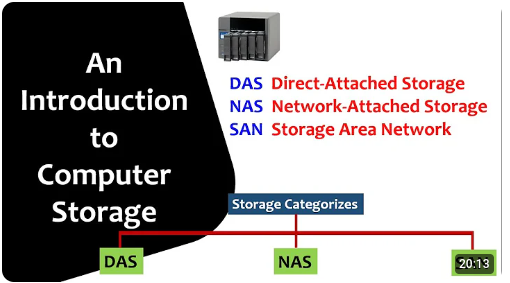 An
Introduction
to
Computer
Storage
DAS Direct-Attached Storage
NAS Network-Attached Storage
SAN Storage Area Network
Storage Categorizes
DAS
NAS
20:13